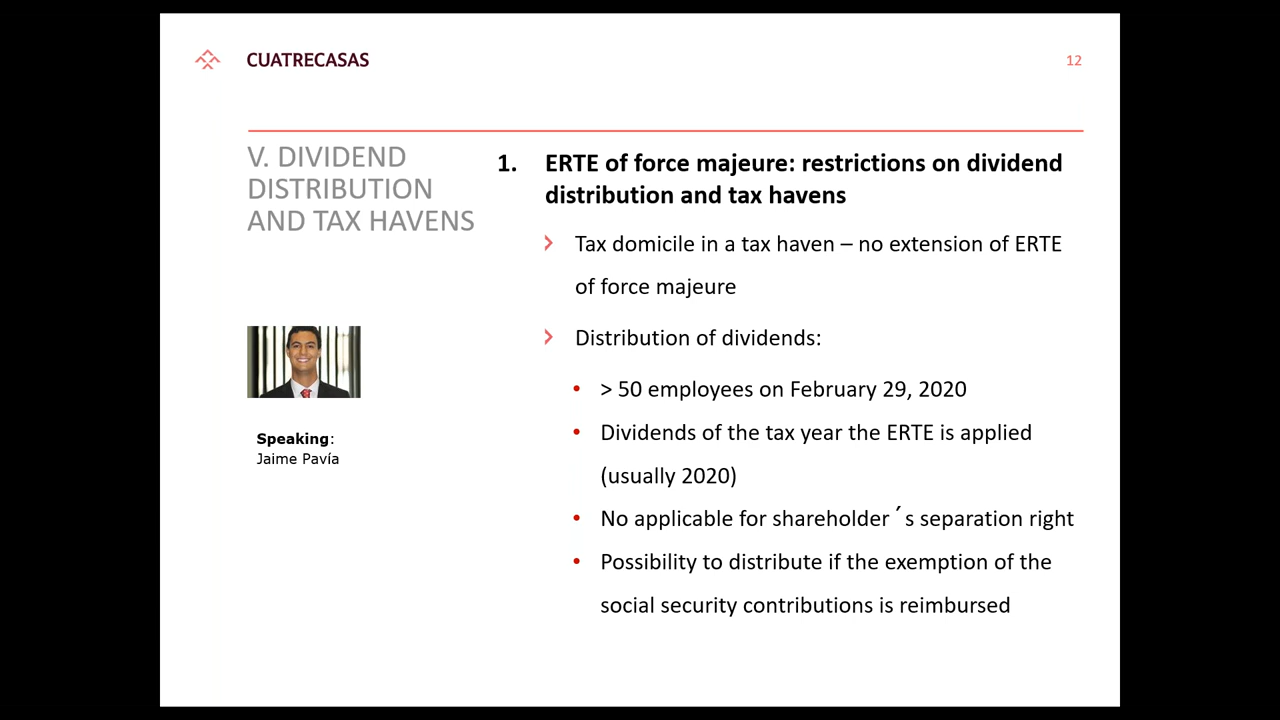 CUATRECASAS
12
V. DIVIDEND
DISTRIBUTION
AND TAX HAVENS
1. ERTE of force majeure: restrictions on dividend
distribution and tax havens
Tax domicile in a tax haven – no extension of ERTE
of force majeure
Distribution of dividends:
• > 50 employees on February 29, 2020
• Dividends of the tax year the ERTE is applied
(usually 2020)
• No applicable for shareholder´s separation right
• Possibility to distribute if the exemption of the
social security contributions is reimbursed
Speaking:
Jaime Pavía